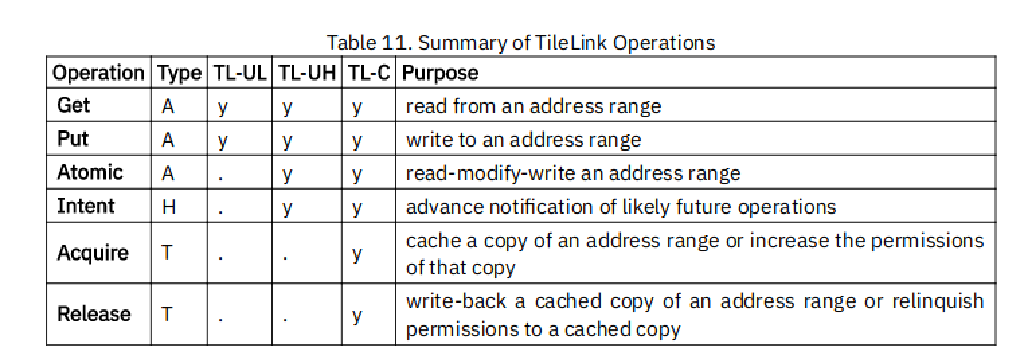 Table 11. Summary of TileLink Operations
Operation Type TL-UL TL-UH TL-C Purpose
Get A y y y read from an address range
Put A y y y write to an address range
Atomic A . y y read-modify-write an address range
Intent H . y y advance notification of likely future operations
Acquire T . . y cache a copy of an address range or increase the permissions
of that copy
Release T . . y write-back a cached copy of an address range or relinquish
permissions to a cached copy